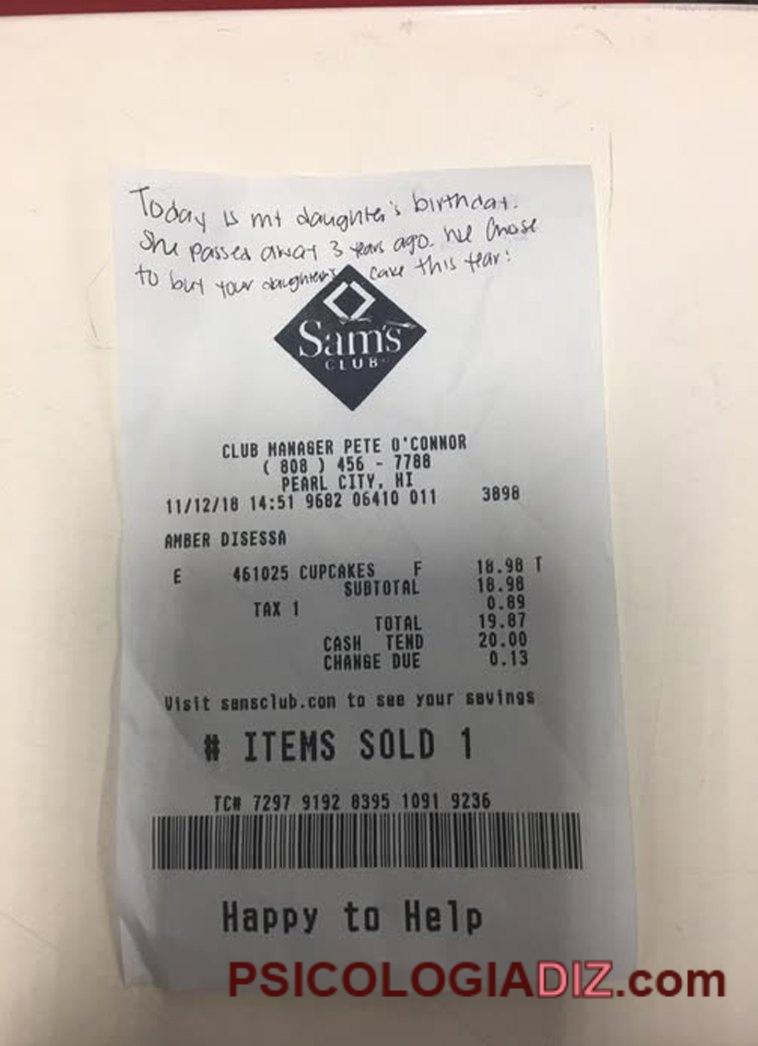 Today is my daughter's birthday.
She passed away 3 years ago. We chose
to buy your daughter's cake this year!
Sam's
CLUB
CLUB MANAGER PETE O'CONNOR
( 808 ) 456 - 7788
PEARL CITY, HI
11/12/18 14:51 9682 06410 011 3898
AMBER DISESSA
E 461025 CUPCAKES F 18.98 T
SUBTOTAL 18.98
TAX 1 0.89
TOTAL 19.87
CASH TEND 20.00
CHANGE DUE 0.13
Visit samsclub.com to see your savings
# ITEMS SOLD 1
TC# 7297 9192 8395 1091 9236
Happy to Help
PSICOLOGIADIZ.com